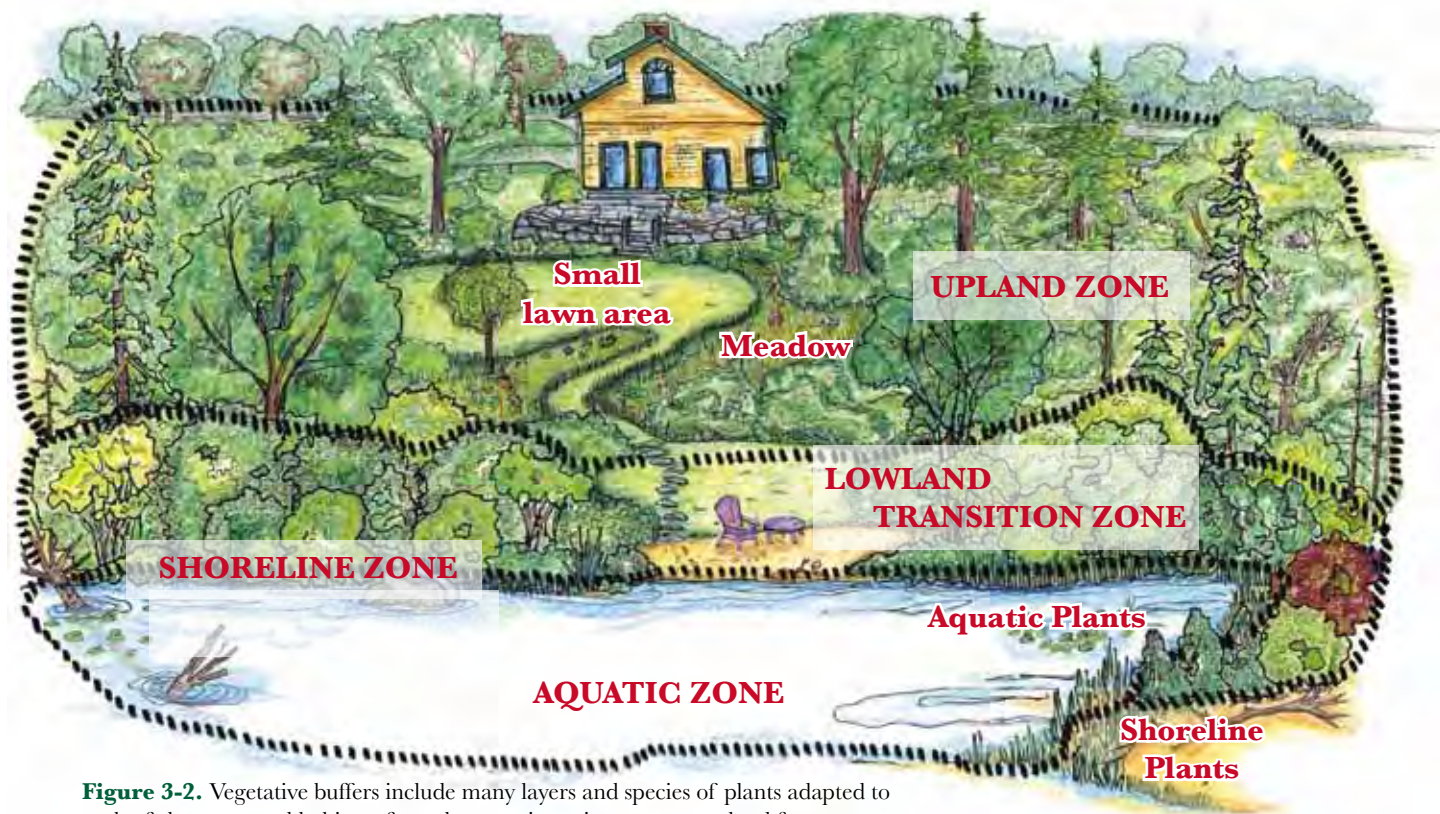 Small
lawn area
UPLAND ZONE
Meadow
LOWLAND
TRANSITION ZONE
SHORELINE ZONE
Aquatic Plants
AQUATIC ZONE
Shoreline
Plants
Figure 3-2. Vegetative buffers include many layers and species of plants adapted to